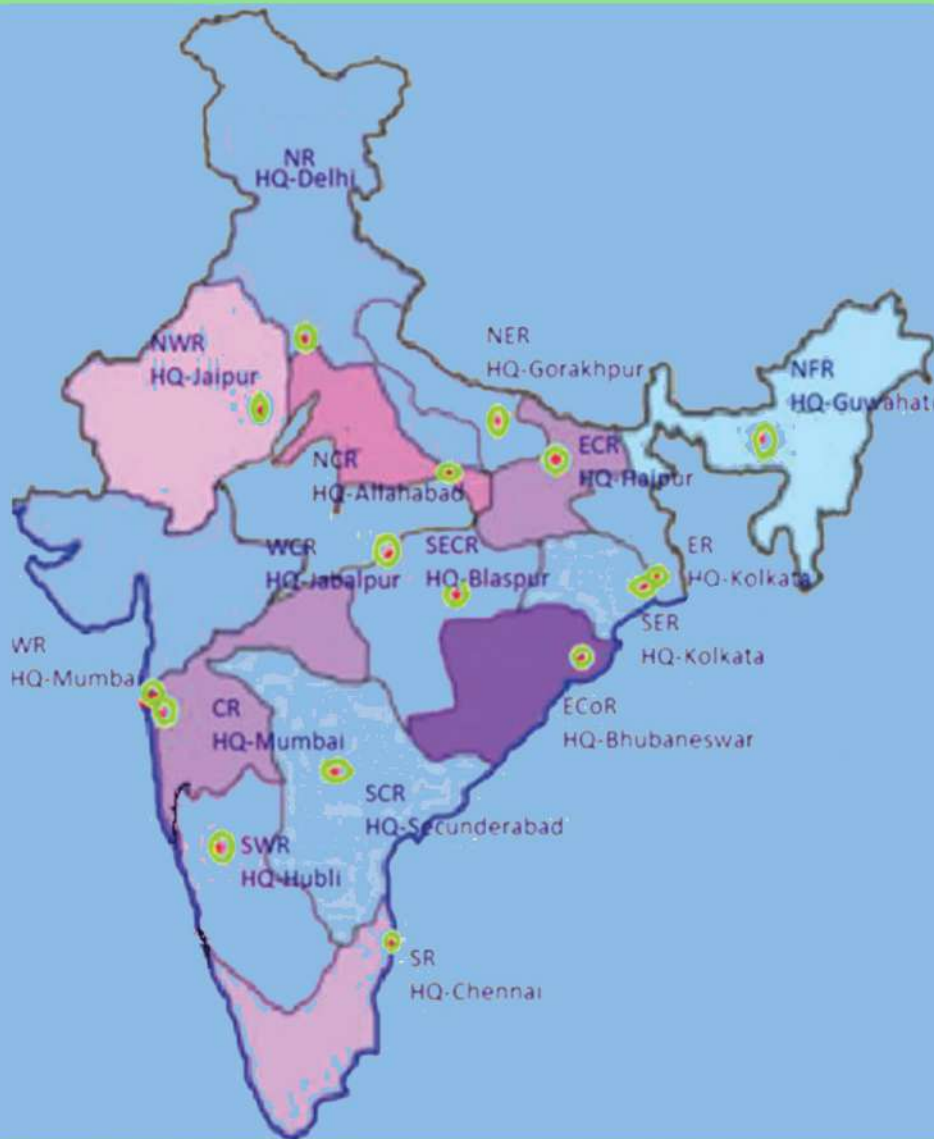 NR
HQ-Delhi
NWR
HQ-Jaipur
NER
HQ-Gorakhpur
NFR
HQ-Guwahati
ECR
HQ-Hajpur
NCR
HQ-Allahabad
WCR
HQ-Jabalpur
SECR
HQ-Blaspur
ER
HQ-Kolkata
SER
HQ-Kolkata
WR
HQ-Mumbai
ECoR
HQ-Bhubaneswar
CR
HQ-Mumbai
SCR
HQ-Secunderabad
SWR
HQ-Hubli
SR
HQ-Chennai